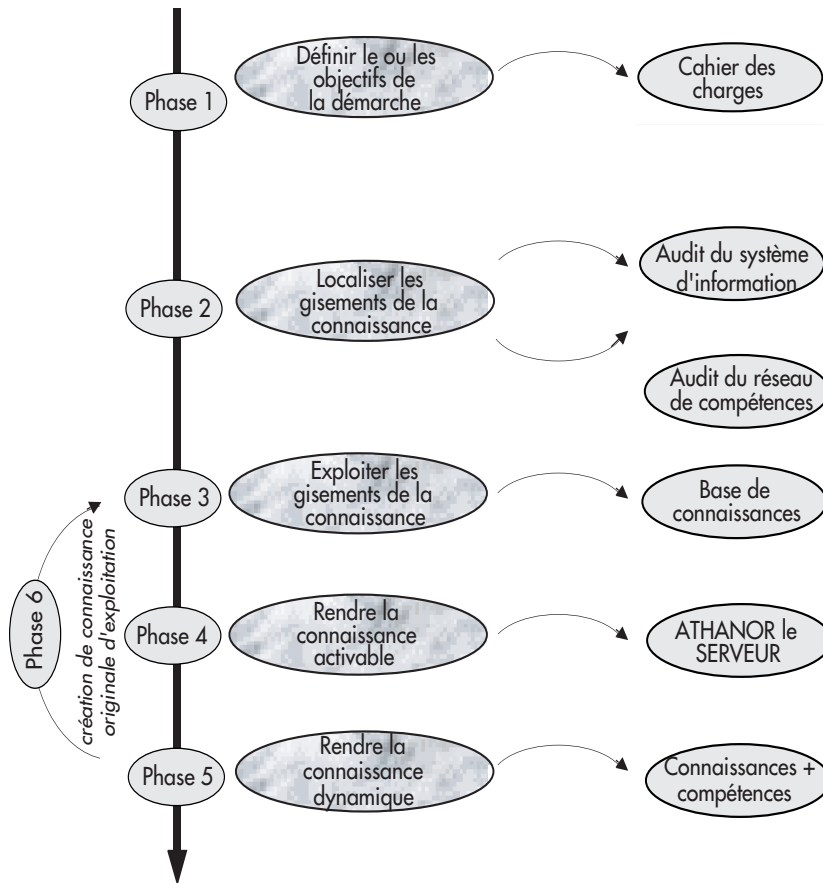 Phase 1
Définir le ou les
objectifs de
la démarche
Cahier des
charges
Phase 2
Localiser les
gisements de la
connaissance
Audit du système
d'information
Audit du réseau
de compétences
Phase 3
Exploiter les
gisements de la
connaissance
Base de
connaissances
Phase 6
création de connaissance
originale d'exploitation
Phase 4
Rendre la
connaissance
activable
ATHANOR le
SERVEUR
Phase 5
Rendre la
connaissance
dynamique
Connaissances +
compétences